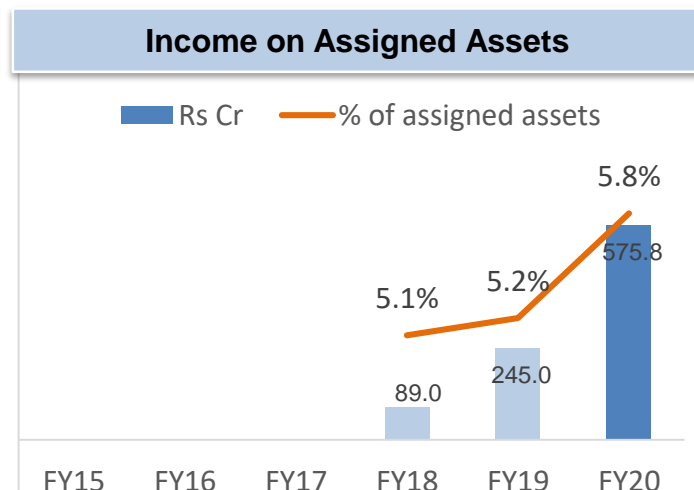 Income on Assigned Assets
Rs Cr % of assigned assets
5.8%
575.8
5.2%
5.1%
245.0
89.0
FY15 FY16 FY17 FY18 FY19 FY20